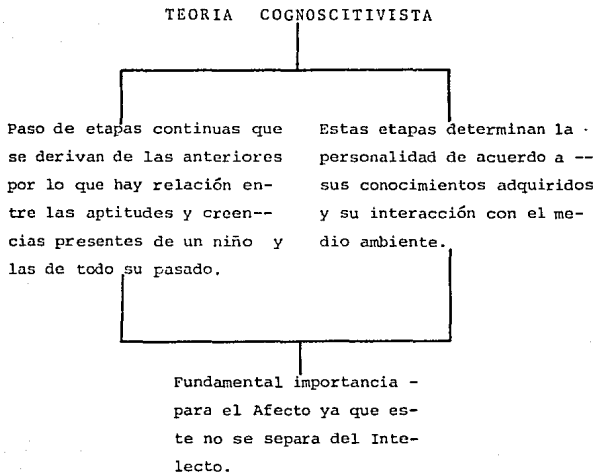 TEORIA COGNOSCITIVISTA
Paso de etapas continuas que
se derivan de las anteriores
por lo que hay relación en-
tre las aptitudes y creen--
cias presentes de un niño y
las de todo su pasado.
Estas etapas determinan la -
personalidad de acuerdo a --
sus conocimientos adquiridos
y su interacción con el me-
dio ambiente.
Fundamental importancia -
para el Afecto ya que es-
te no se separa del Inte-
lecto.